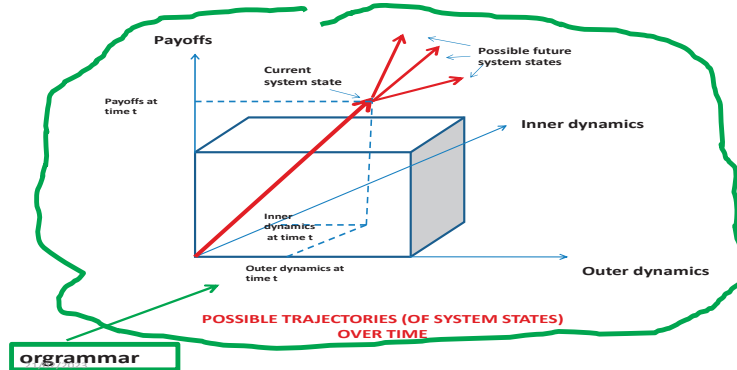 Payoffs
Possible future
system states
Current
system state
Payoffs at
time t
Inner dynamics
Inner
dynamics
at time t
Outer dynamics at
time t
Outer dynamics
POSSIBLE TRAJECTORIES (OF SYSTEM STATES)
OVER TIME
orgrammar